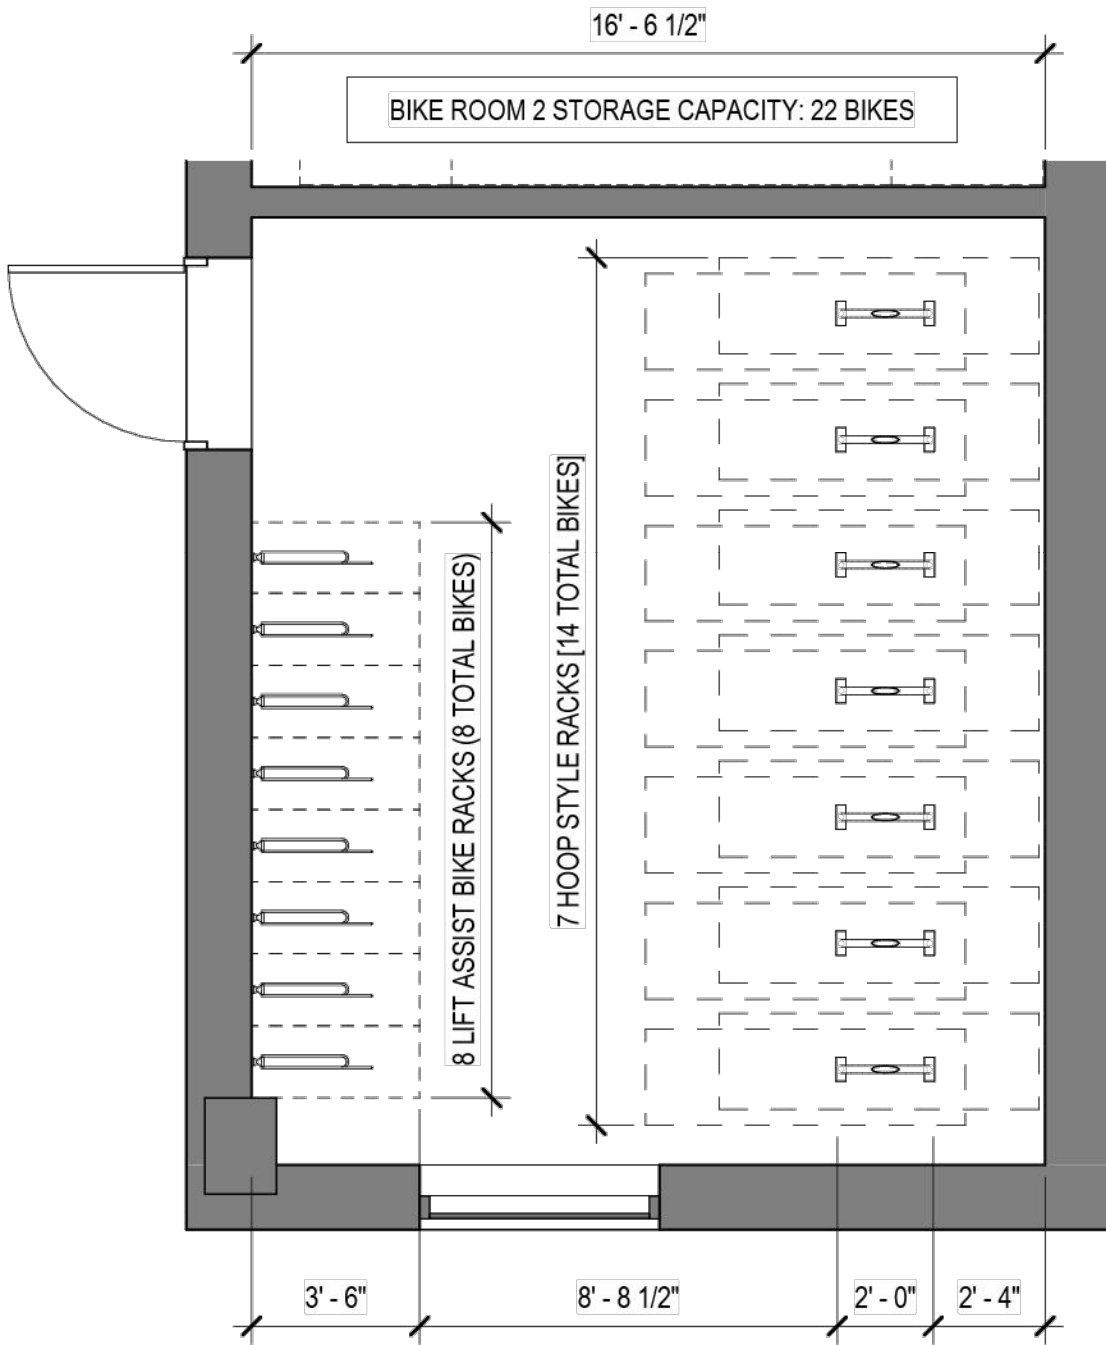 16' - 6 1/2"
BIKE ROOM 2 STORAGE CAPACITY: 22 BIKES
8 LIFT ASSIST BIKE RACKS (8 TOTAL BIKES)
7 HOOP STYLE RACKS [14 TOTAL BIKES]
3' - 6"
8' - 8 1/2"
2' - 0"
2' - 4"